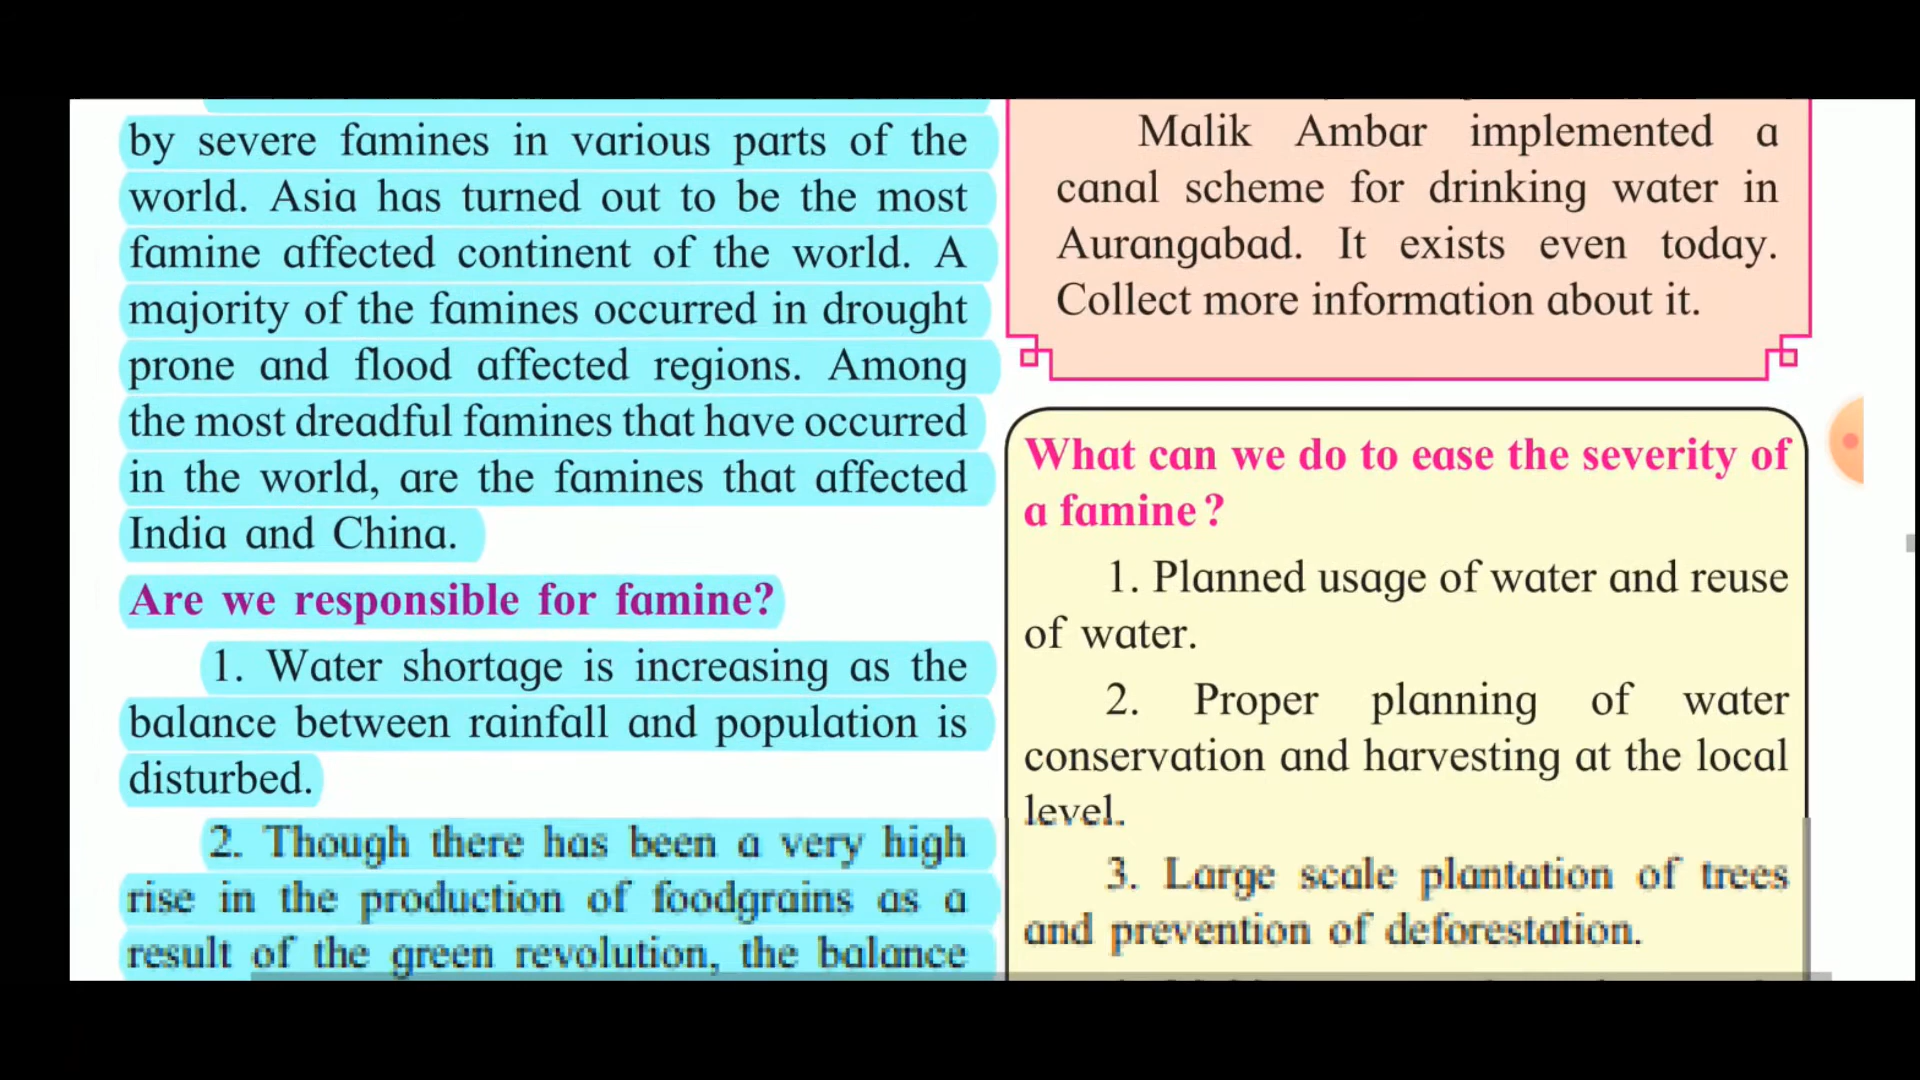 by severe famines in various parts of the
world. Asia has turned out to be the most
famine affected continent of the world. A
majority of the famines occurred in drought
prone and flood affected regions. Among
the most dreadful famines that have occurred
in the world, are the famines that affected
India and China.
Are we responsible for famine?
1. Water shortage is increasing as the
balance between rainfall and population is
disturbed.
2. Though there has been a very high
rise in the production of foodgrains as a
result of the green revolution, the balance
Malik Ambar implemented a
canal scheme for drinking water in
Aurangabad. It exists even today.
Collect more information about it.
What can we do to ease the severity of
a famine?
1. Planned usage of water and reuse
of water.
2. Proper planning of water
conservation and harvesting at the local
level.
3. Large scale plantation of trees
and prevention of deforestation.